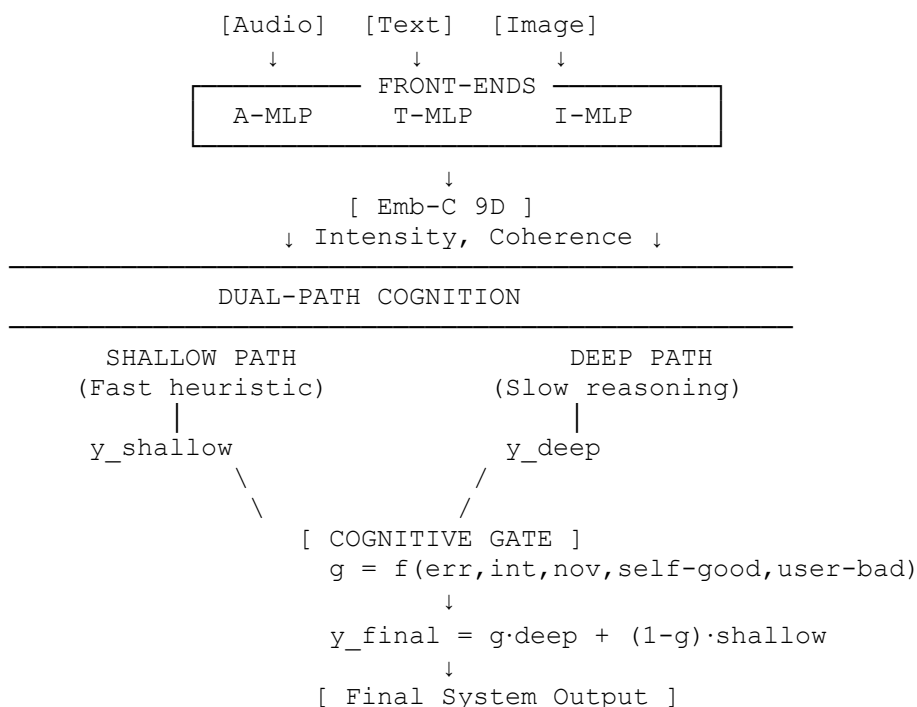 [Audio] [Text] [Image]
↓ ↓ ↓
FRONT-ENDS
A-MLP T-MLP I-MLP
↓
[ Emb-C 9D ]
↓ Intensity, Coherence ↓
DUAL-PATH COGNITION
SHALLOW PATH DEEP PATH
(Fast heuristic) (Slow reasoning)
y_shallow y_deep
\ /
\ /
[ COGNITIVE GATE ]
g = f(err,int,nov,self-good,user-bad)
↓
y_final = g·deep + (1-g)·shallow
↓
[ Final System Output ]